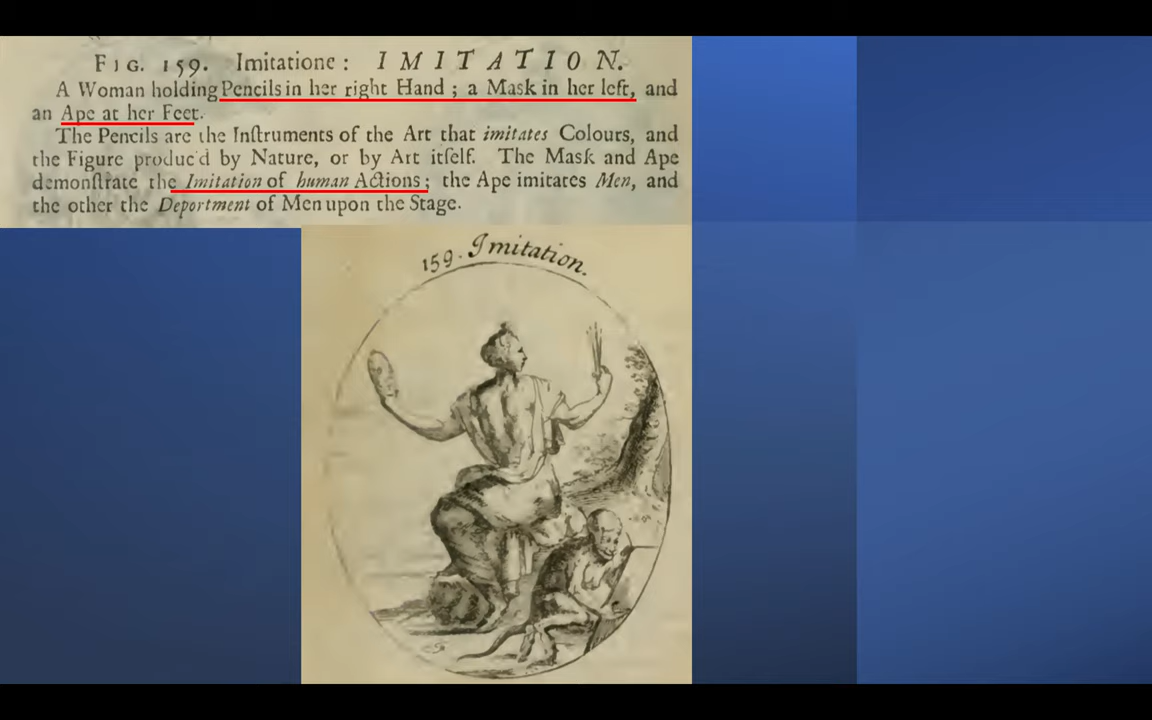 FIG. 159. Imitatione: IMITATION.
A Woman holding Pencils in her right Hand; a Mask in her left, and
an Ape at her Feet.
The Pencils are the Inſtruments of the Art that imitates Colours, and
the Figure produc'd by Nature, or by Art itſelf. The Mask and Ape
demonſtrate the Imitation of human Actions; the Ape imitates Men, and
the other the Deportment of Men upon the Stage.
159. Imitation.